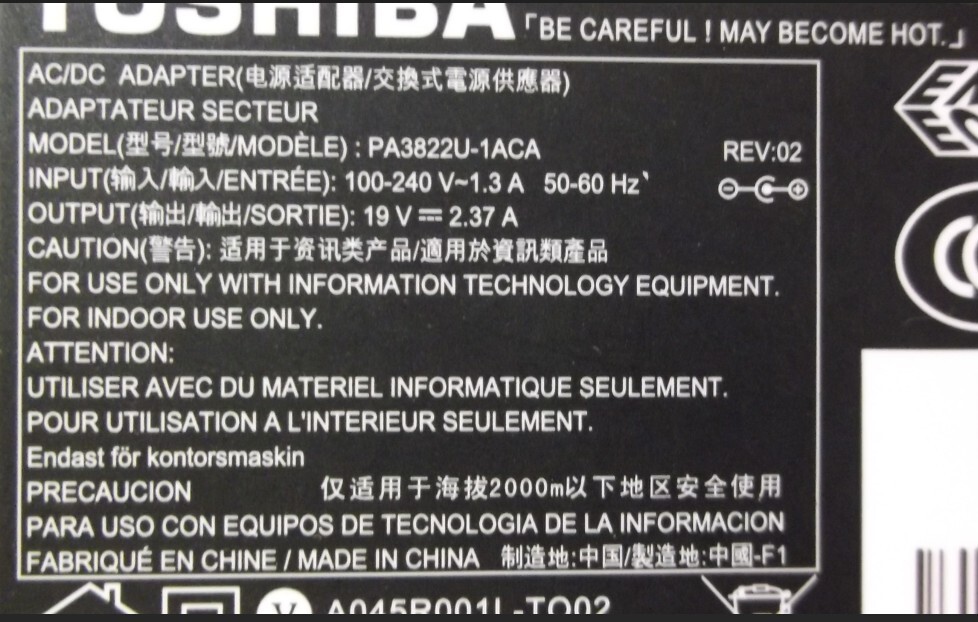 TOSHIBA 「BE CAREFUL ! MAY BECOME HOT.」
AC/DC ADAPTER(电源适配器/交換式電源供應器)
ADAPTATEUR SECTEUR
MODEL(型号/型號/MODÈLE) : PA3822U-1ACA
REV:02
INPUT(输入/輸入/ENTRÉE): 100-240 V~1.3 A 50-60 Hz
OUTPUT(输出/輸出/SORTIE): 19 V ⎓ 2.37 A
CAUTION(警告): 适用于资讯类产品/適用於資訊類產品
FOR USE ONLY WITH INFORMATION TECHNOLOGY EQUIPMENT.
FOR INDOOR USE ONLY.
ATTENTION:
UTILISER AVEC DU MATERIEL INFORMATIQUE SEULEMENT.
POUR UTILISATION A L'INTERIEUR SEULEMENT.
Endast för kontorsmaskin
PRECAUCION 仅适用于海拔2000m以下地区安全使用
PARA USO CON EQUIPOS DE TECNOLOGIA DE LA INFORMACION
FABRIQUÉ EN CHINE / MADE IN CHINA 制造地:中国/製造地:中國-F1
V A045R001L-TO02